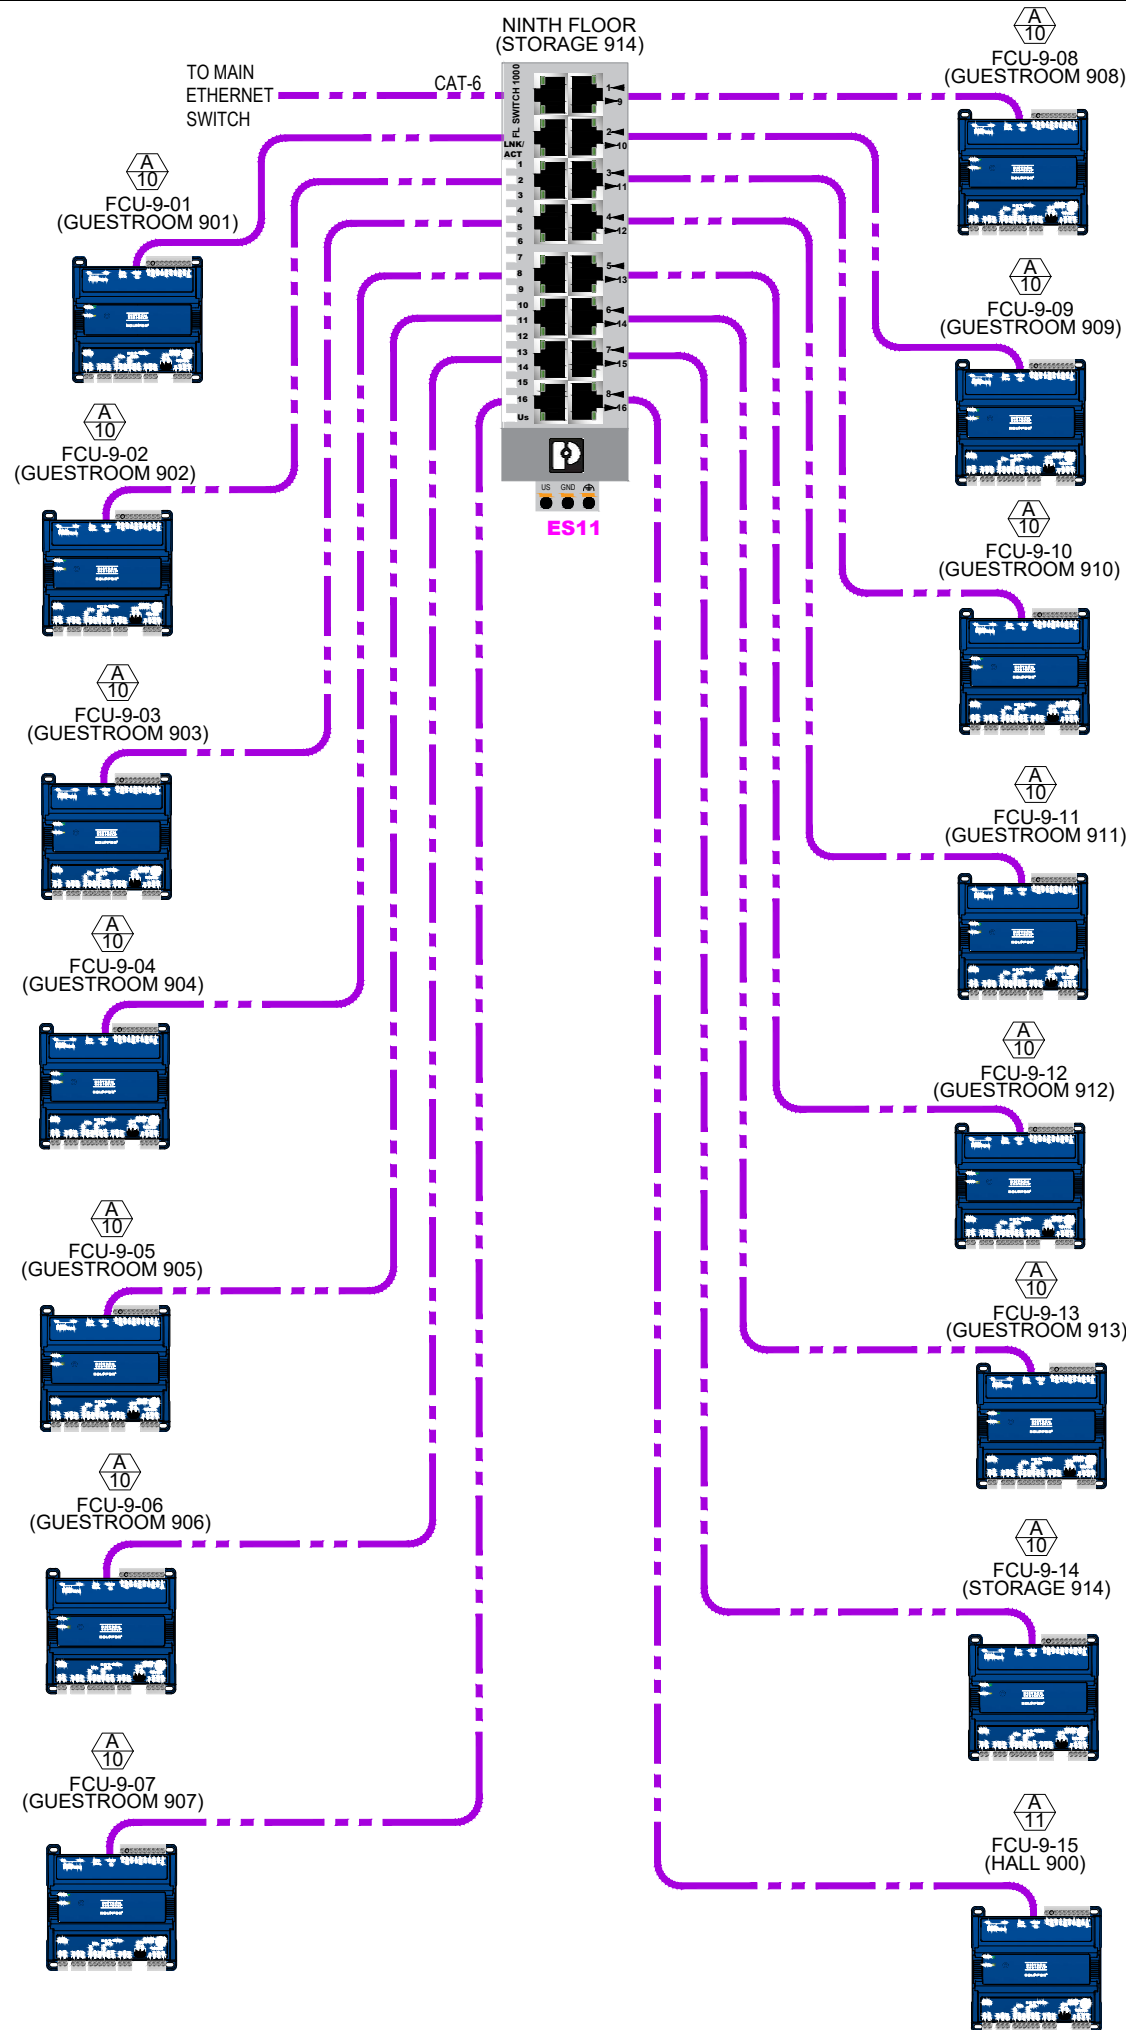 NINTH FLOOR
(STORAGE 914)
TO MAIN
ETHERNET
SWITCH
CAT-6
FL SWITCH 1000
LNK/
ACT
1
2
3
4
5
6
7
8
9
10
11
12
13
14
15
16
Us
1
9
2
10
3
11
4
12
5
13
6
14
7
15
8
16
US GND
ES11
A
10
FCU-9-01
(GUESTROOM 901)
A
10
FCU-9-02
(GUESTROOM 902)
A
10
FCU-9-03
(GUESTROOM 903)
A
10
FCU-9-04
(GUESTROOM 904)
A
10
FCU-9-05
(GUESTROOM 905)
A
10
FCU-9-06
(GUESTROOM 906)
A
10
FCU-9-07
(GUESTROOM 907)
A
10
FCU-9-08
(GUESTROOM 908)
A
10
FCU-9-09
(GUESTROOM 909)
A
10
FCU-9-10
(GUESTROOM 910)
A
10
FCU-9-11
(GUESTROOM 911)
A
10
FCU-9-12
(GUESTROOM 912)
A
10
FCU-9-13
(GUESTROOM 913)
A
10
FCU-9-14
(STORAGE 914)
A
11
FCU-9-15
(HALL 900)